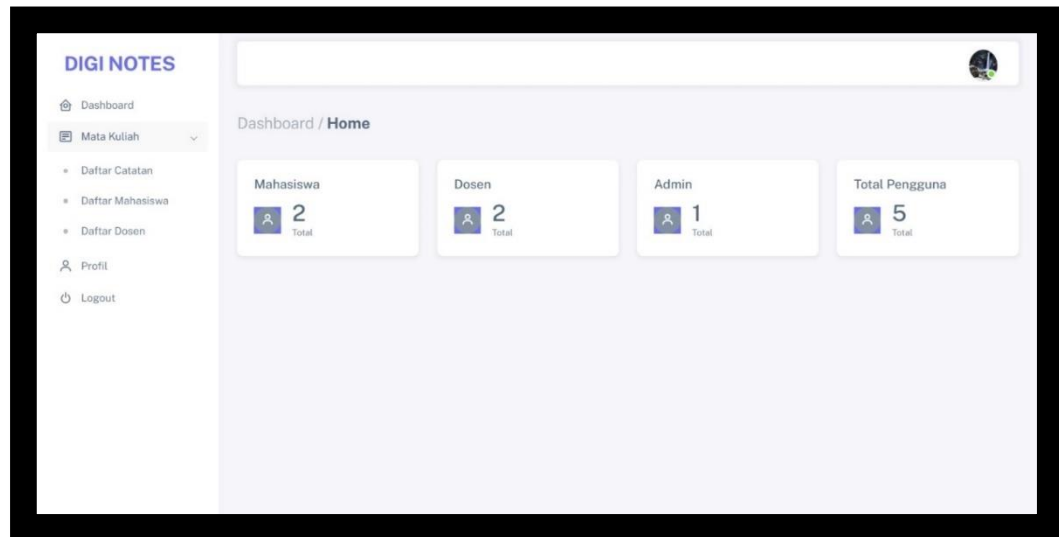 DIGI NOTES
Dashboard
Mata Kuliah
Daftar Catatan
Daftar Mahasiswa
Daftar Dosen
Profil
Logout
Dashboard / Home
Mahasiswa
2
Total
Dosen
2
Total
Admin
1
Total
Total Pengguna
5
Total